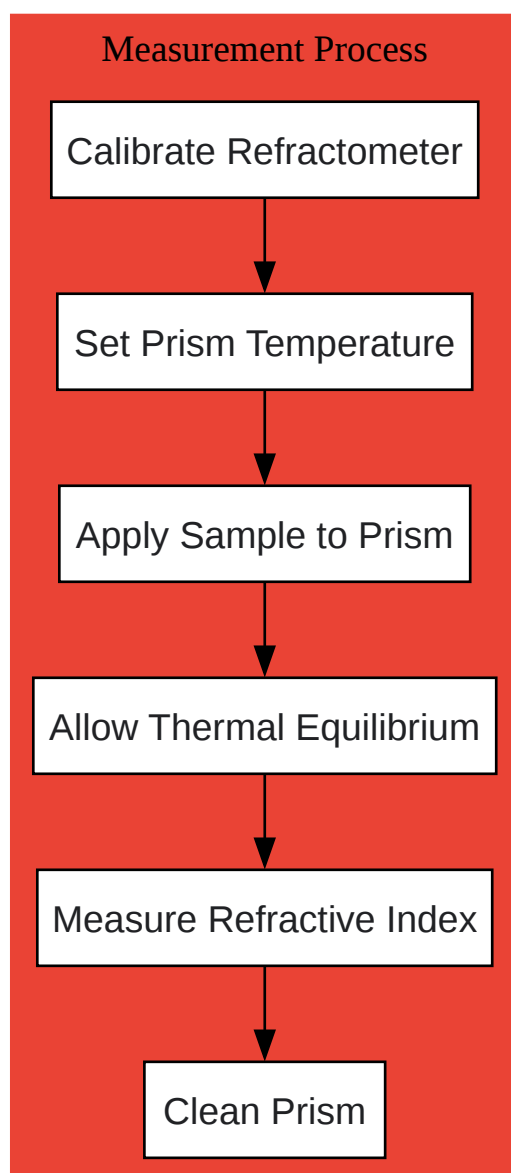 Measurement Process
Calibrate Refractometer
Set Prism Temperature
Apply Sample to Prism
Allow Thermal Equilibrium
Measure Refractive Index
Clean Prism